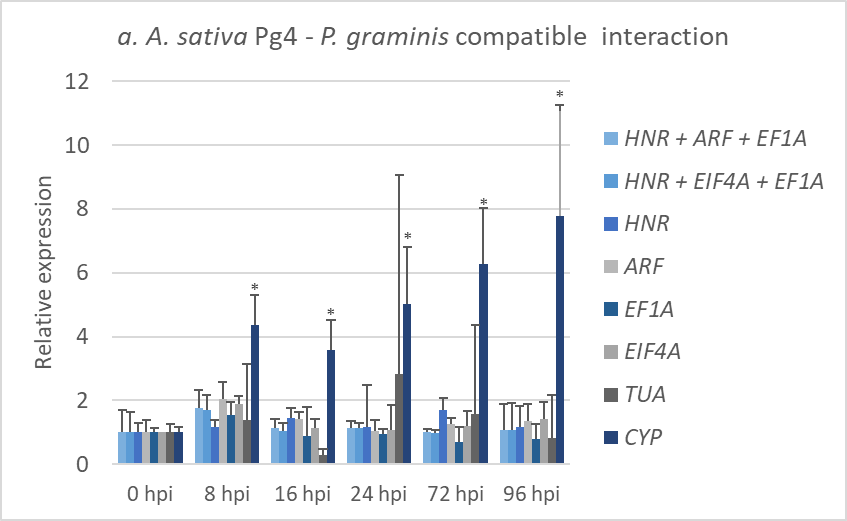 a. A. sativa Pg4 - P. graminis compatible interaction
12
10
8
6
4
2
0
Relative expression
* * * * *
0 hpi 8 hpi 16 hpi 24 hpi 72 hpi 96 hpi
HNR + ARF + EF1A
HNR + EIF4A + EF1A
HNR
ARF
EF1A
EIF4A
TUA
CYP